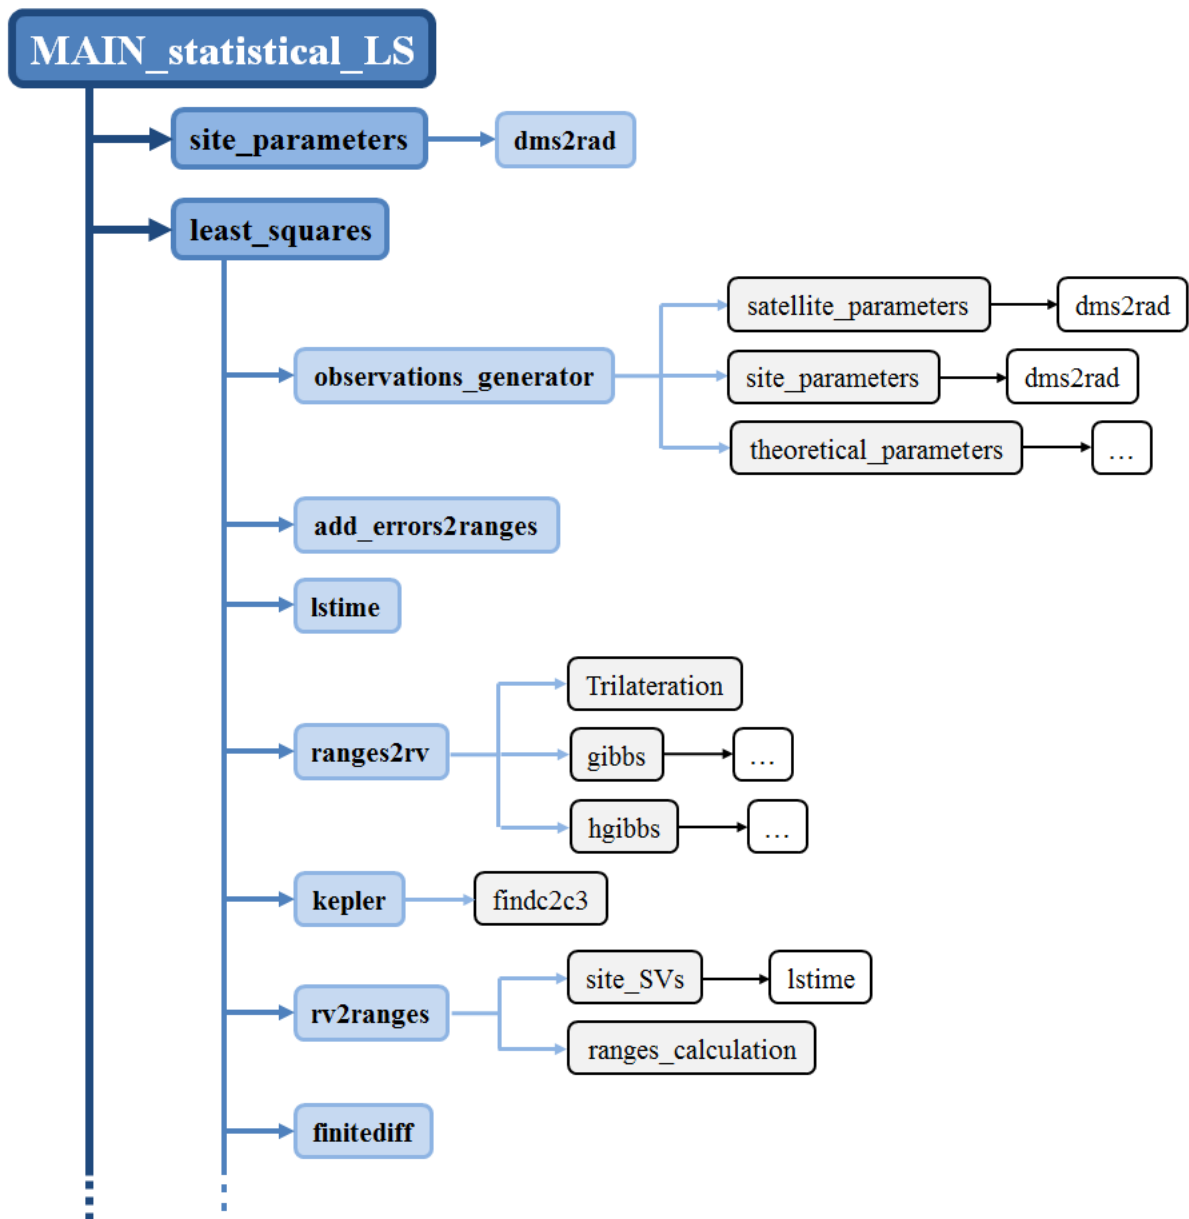 MAIN_statistical_LS
site_parameters
dms2rad
least_squares
satellite_parameters
dms2rad
observations_generator
site_parameters
dms2rad
theoretical_parameters
...
add_errors2ranges
lstime
Trilateration
ranges2rv
gibbs
...
hgibbs
...
kepler
findc2c3
site_SVs
lstime
rv2ranges
ranges_calculation
finitediff